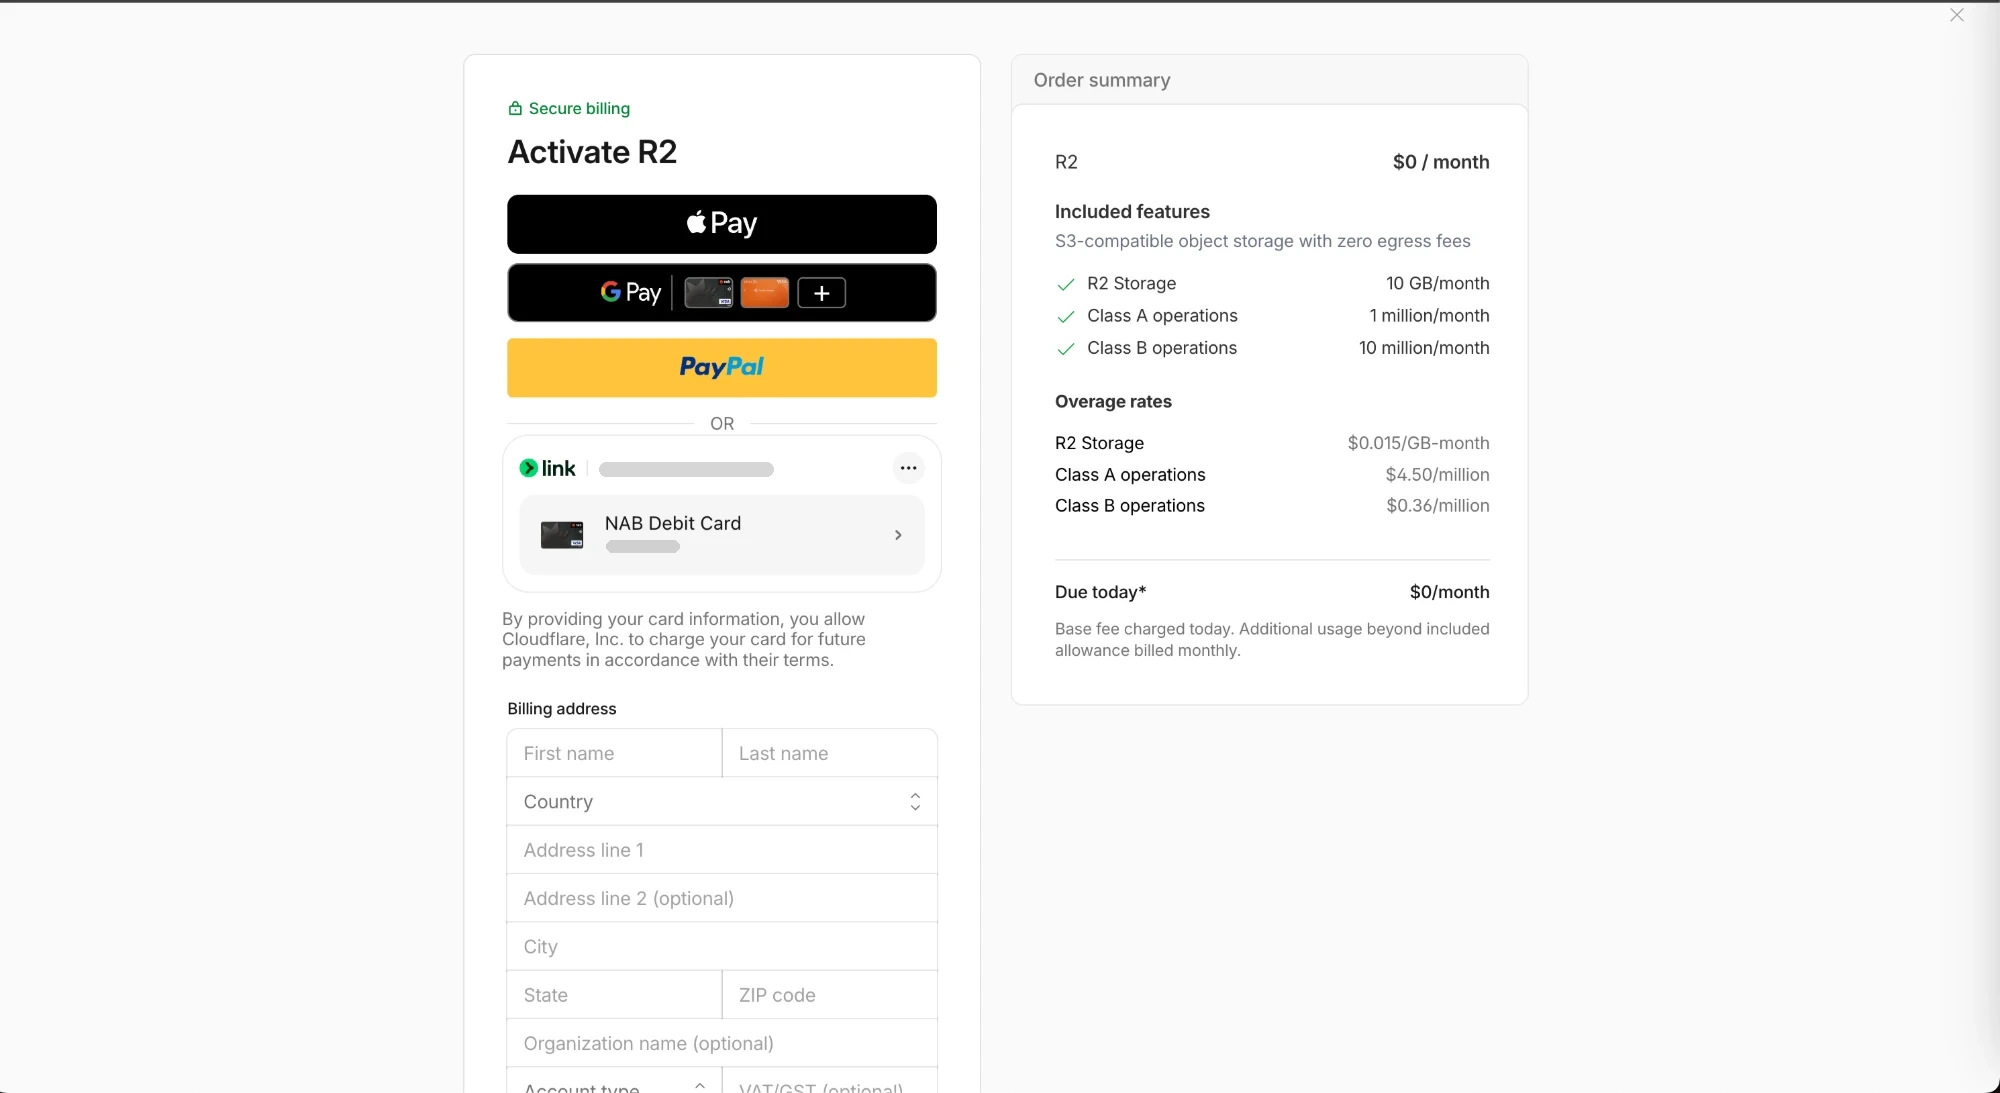 Secure billing
Activate R2
Pay
G Pay
+
PayPal
OR
link
NAB Debit Card
By providing your card information, you allow
Cloudflare, Inc. to charge your card for future
payments in accordance with their terms.
Billing address
First name
Last name
Country
Address line 1
Address line 2 (optional)
City
State
ZIP code
Organization name (optional)
Account type
VAT/GST (optional)
Order summary
R2 $0 / month
Included features
S3-compatible object storage with zero egress fees
R2 Storage 10 GB/month
Class A operations 1 million/month
Class B operations 10 million/month
Overage rates
R2 Storage $0.015/GB-month
Class A operations $4.50/million
Class B operations $0.36/million
Due today* $0/month
Base fee charged today. Additional usage beyond included
allowance billed monthly.